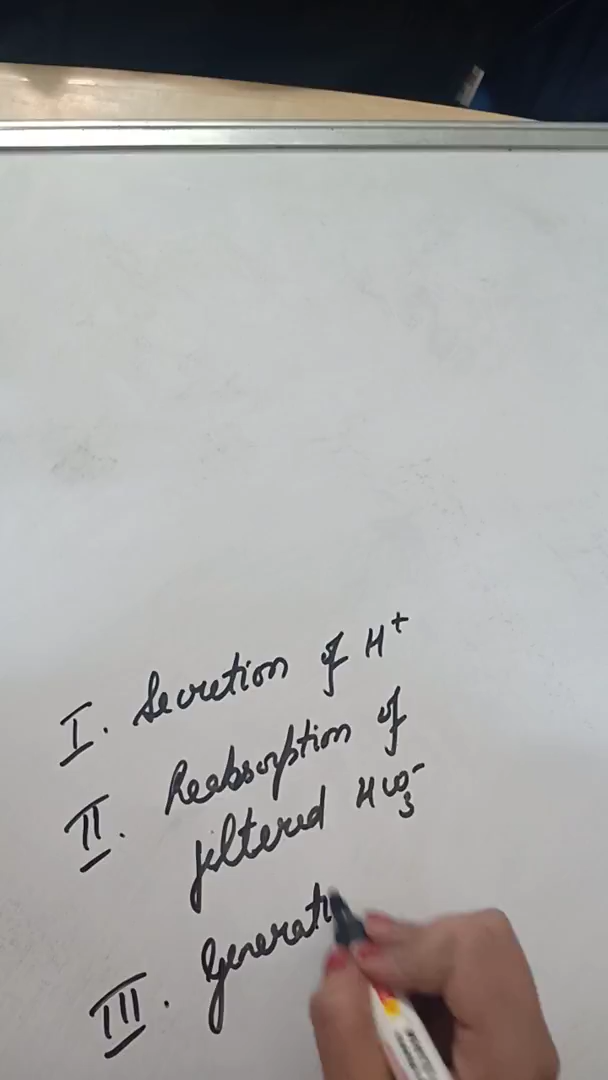 I. Secretion of H⁺
II. Reabsorption of
filtered HCO₃⁻
III. Generati